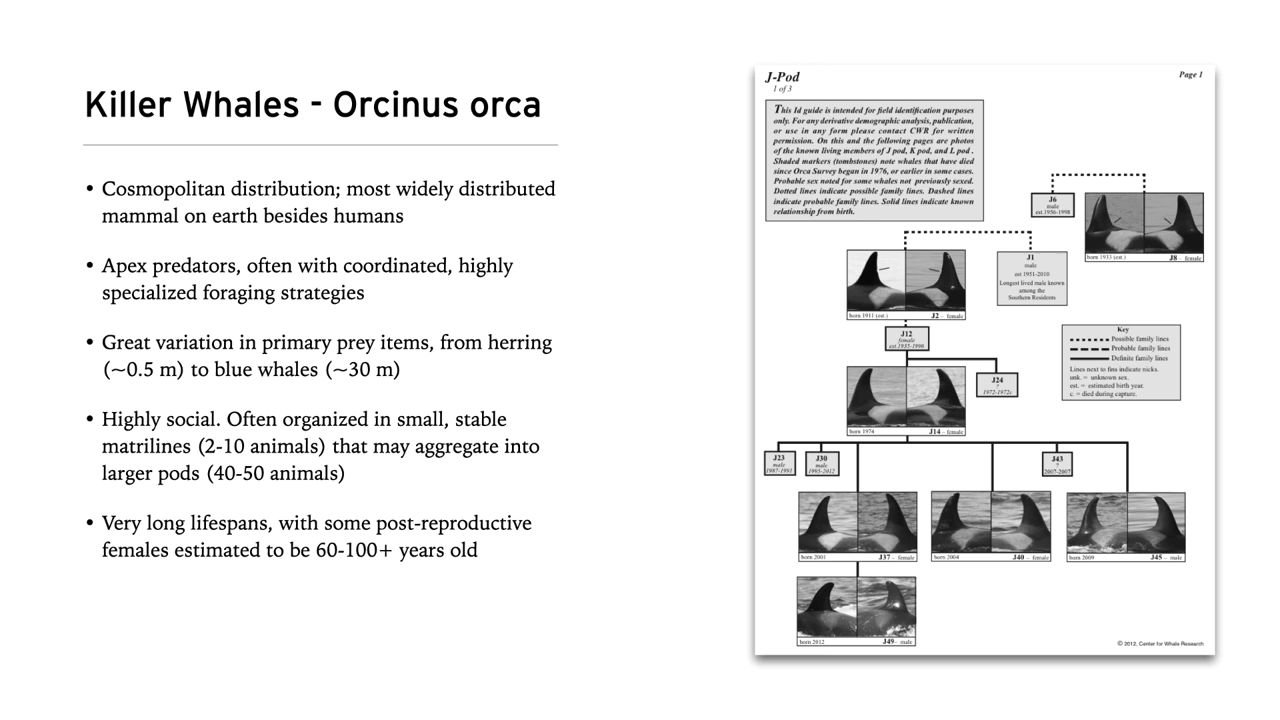 Killer Whales - Orcinus orca
• Cosmopolitan distribution; most widely distributed
mammal on earth besides humans
• Apex predators, often with coordinated, highly
specialized foraging strategies
• Great variation in primary prey items, from herring
(~0.5 m) to blue whales (~30 m)
• Highly social. Often organized in small, stable
matrilines (2-10 animals) that may aggregate into
larger pods (40-50 animals)
• Very long lifespans, with some post-reproductive
females estimated to be 60-100+ years old
J-Pod
1 of 3
Page 1
This Id guide is intended for field identification purposes
only. For any derivative demographic analysis, publication,
or use in any form please contact CWR for written
permission. On this and the following pages are photos
of the known living members of J pod, K pod, and L pod .
Shaded markers (tombstones) note whales that have died
since Orca Survey began in 1976, or earlier in some cases.
Probable sex noted for some whales not previously sexed.
Dotted lines indicate possible family lines. Dashed lines
indicate probable family lines. Solid lines indicate known
relationship from birth.
J6
male
est.1956-1998
born 1933 (est.) J8 - female
J1
male
est 1951-2010
Longest lived male known
among the
Southern Residents
born 1911 (est.) J2 - female
J12
female
est.1935-1996
Key
Possible family lines
Probable family lines
Definite family lines
Lines next to fins indicate nicks.
unk. = unknown sex.
est. = estimated birth year.
c. = died during capture.
J24
?
1972-1972c
born 1974 J14 - female
J23
male
1987-1991
J30
male
1995-2012
J43
?
2007-2007
born 2001 J37 - female
born 2004 J40 - female
born 2009 J45 - male
born 2012 J49 - male
© 2012, Center for Whale Research